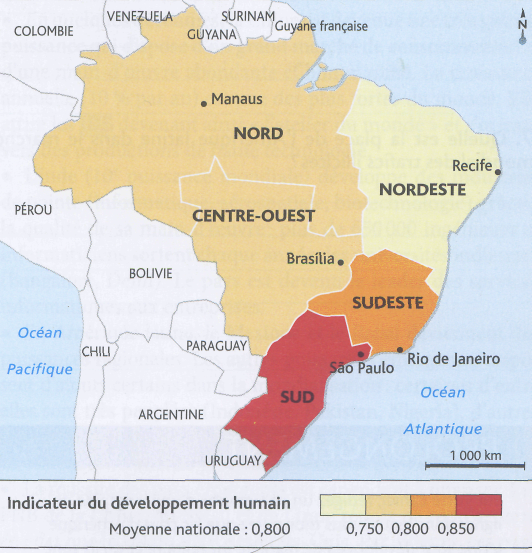 COLOMBIE
VENEZUELA
SURINAM
GUYANA
Guyane française
N
Manaus
NORD
Recife
NORDESTE
PÉROU
CENTRE-OUEST
Brasília
BOLIVIE
SUDESTE
Océan
Pacifique
CHILI
PARAGUAY
São Paulo
Rio de Janeiro
SUD
Océan
Atlantique
ARGENTINE
URUGUAY
1 000 km
Indicateur du développement humain
Moyenne nationale : 0,800
0,750 0,800 0,850